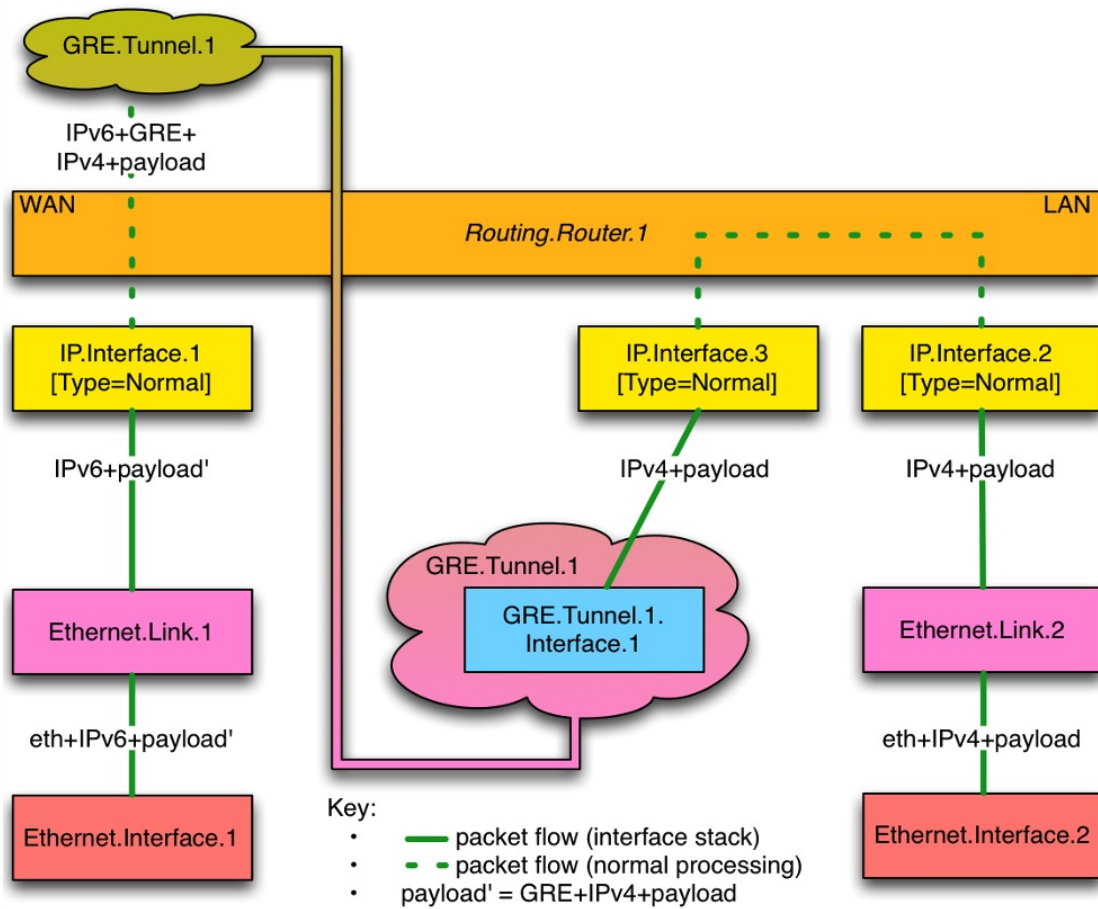 GRE.Tunnel.1
IPv6+GRE+
IPv4+payload
WAN
LAN
Routing.Router.1
IP.Interface.1
[Type=Normal]
IP.Interface.3
[Type=Normal]
IP.Interface.2
[Type=Normal]
IPv6+payload'
IPv4+payload
IPv4+payload
GRE.Tunnel.1
Ethernet.Link.1
GRE.Tunnel.1.
Interface.1
Ethernet.Link.2
eth+IPv6+payload'
eth+IPv4+payload
Ethernet.Interface.1
Ethernet.Interface.2
Key:
• packet flow (interface stack)
• packet flow (normal processing)
• payload' = GRE+IPv4+payload